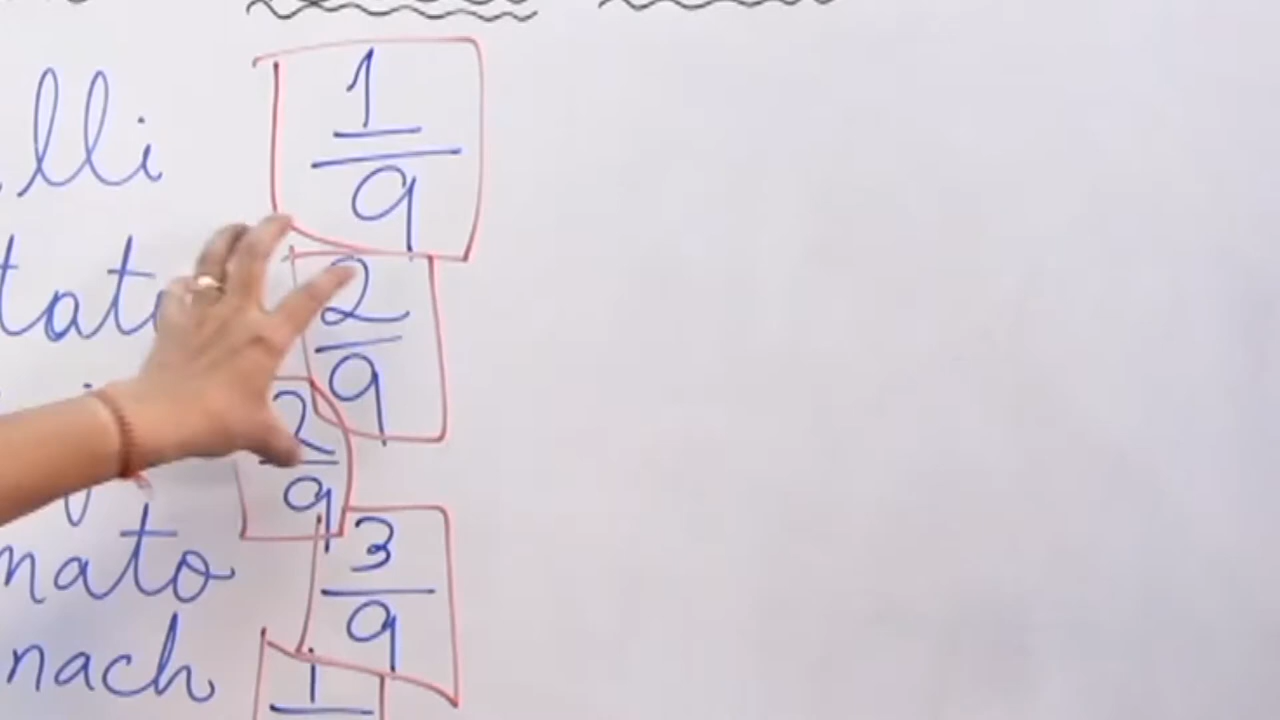 lli 1/9
tato 2/9
2/9
mato 3/9
nach 1